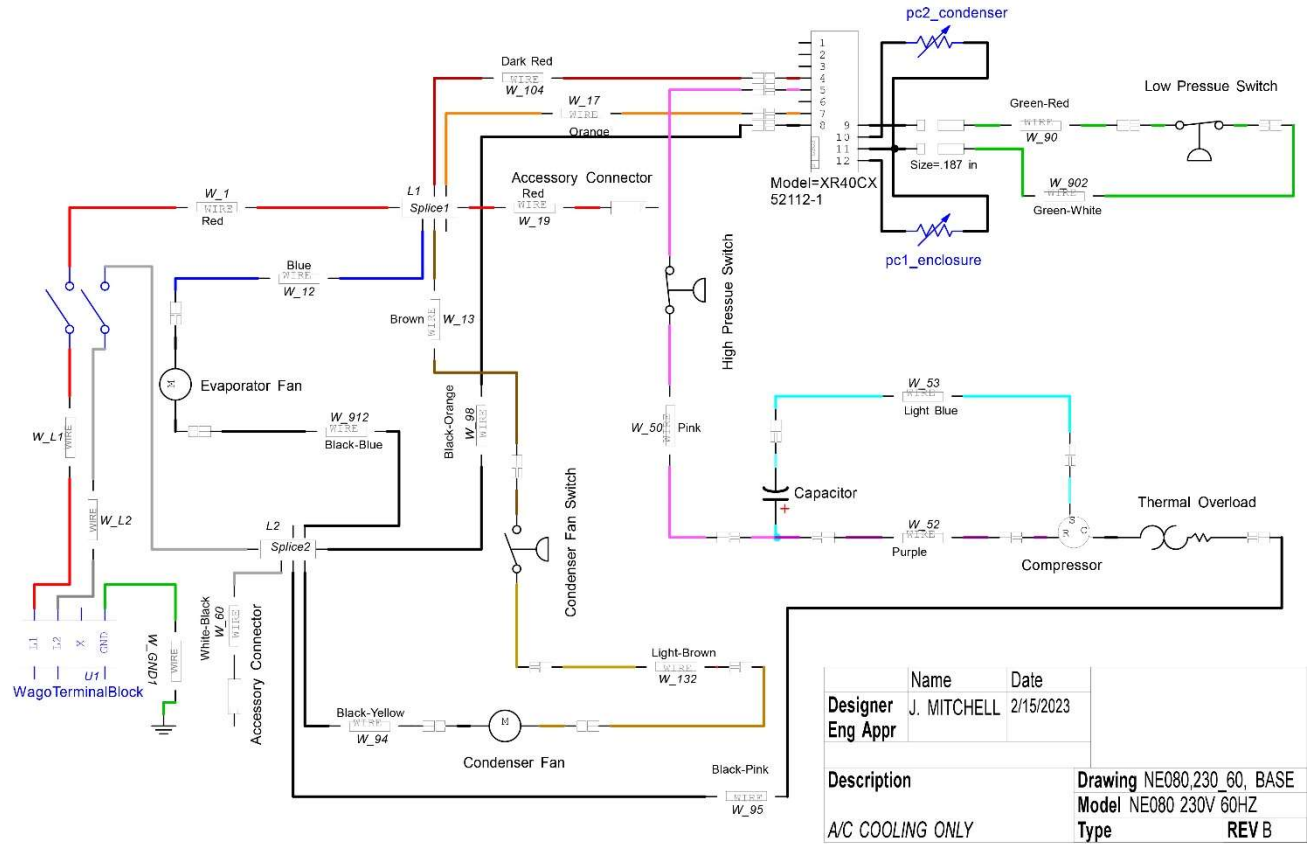 pc2_condenser
1
2
3
4
5
6
7
8
9
10
11
12
Dark Red
WIRE
W_104
W_17
WIRE
Orange
Low Pressue Switch
Green-Red
WIRE
W_90
Size=.187 in
WIRE
W_902
Green-White
Model=XR40CX
52112-1
pc1_enclosure
W_1
WIRE
Red
L1
Splice1
Accessory Connector
Red
WIRE
W_19
Blue
WIRE
W_12
Brown
WIRE
W_13
High Pressue Switch
M
Evaporator Fan
W_912
WIRE
Black-Blue
Black-Orange
W_98
WIRE
W_50
WIRE
Pink
W_53
WIRE
Light Blue
W_L1
WIRE
W_L2
WIRE
Capacitor
+
W_52
WIRE
Purple
S
R
C
Compressor
Thermal Overload
L2
Splice2
Condenser Fan Switch
White-Black
W_60
WIRE
Accessory Connector
L1
L2
X
GND
U1
WagoTerminalBlock
W_GND1
WIRE
Light-Brown
WIRE
W_132
Black-Yellow
WIRE
W_94
M
Condenser Fan
Black-Pink
WIRE
W_95
Name Date
Designer J. MITCHELL 2/15/2023
Eng Appr
Description Drawing NE080,230_60, BASE
Model NE080 230V 60HZ
A/C COOLING ONLY Type REV B